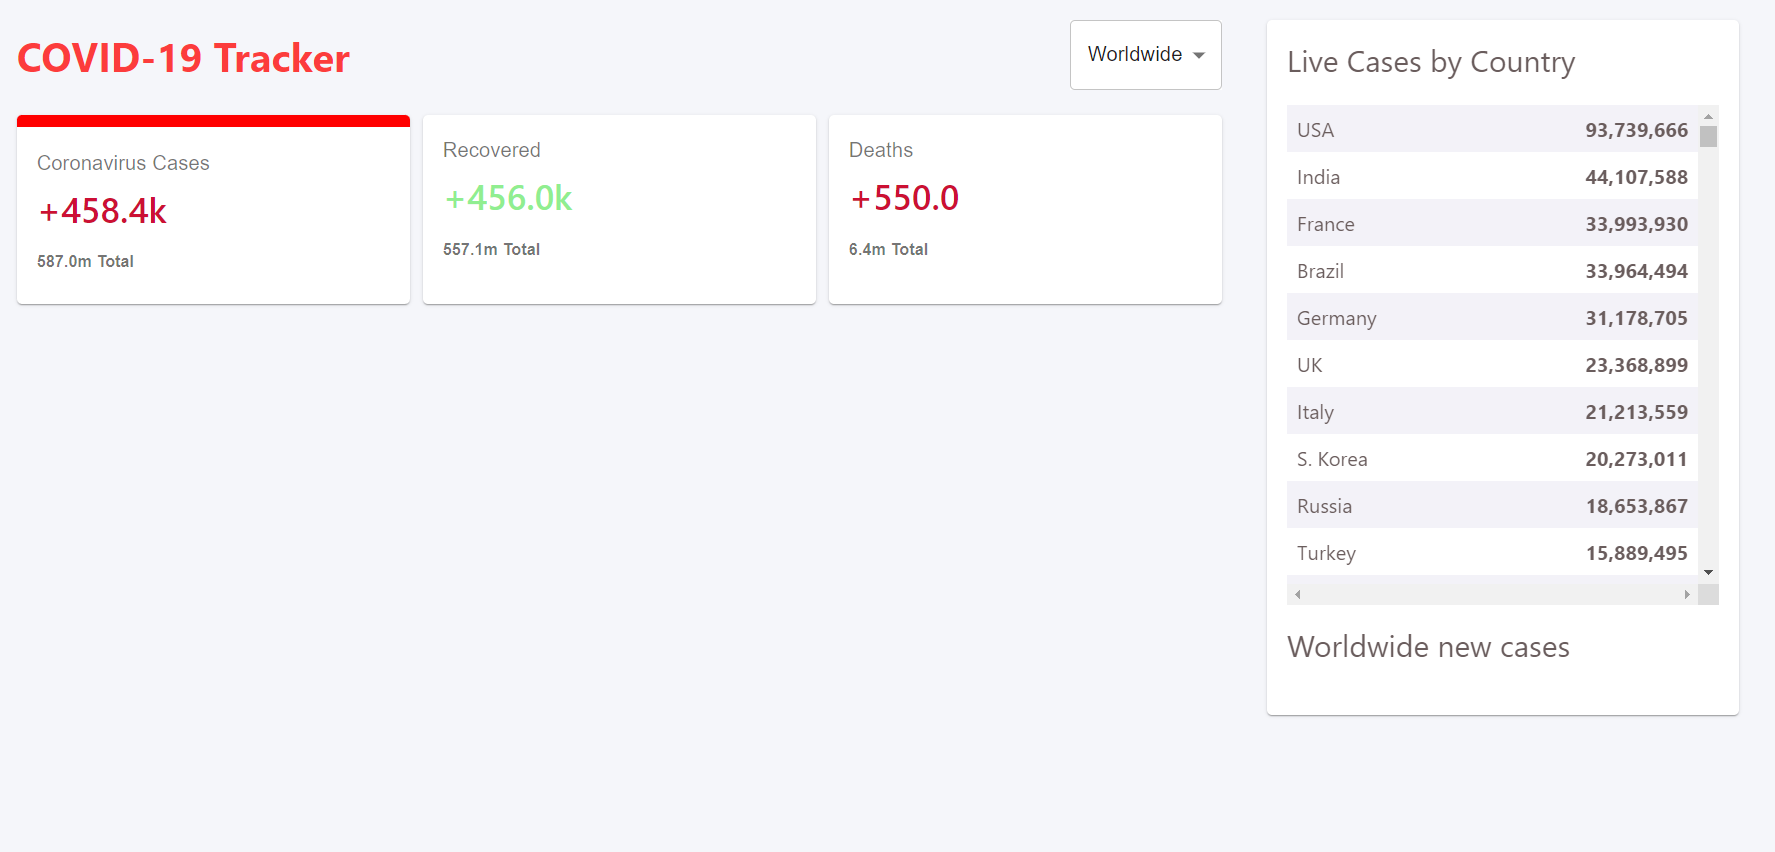 COVID-19 Tracker
Worldwide
Coronavirus Cases
+458.4k
587.0m Total
Recovered
+456.0k
557.1m Total
Deaths
+550.0
6.4m Total
Live Cases by Country
USA 93,739,666
India 44,107,588
France 33,993,930
Brazil 33,964,494
Germany 31,178,705
UK 23,368,899
Italy 21,213,559
S. Korea 20,273,011
Russia 18,653,867
Turkey 15,889,495
Worldwide new cases